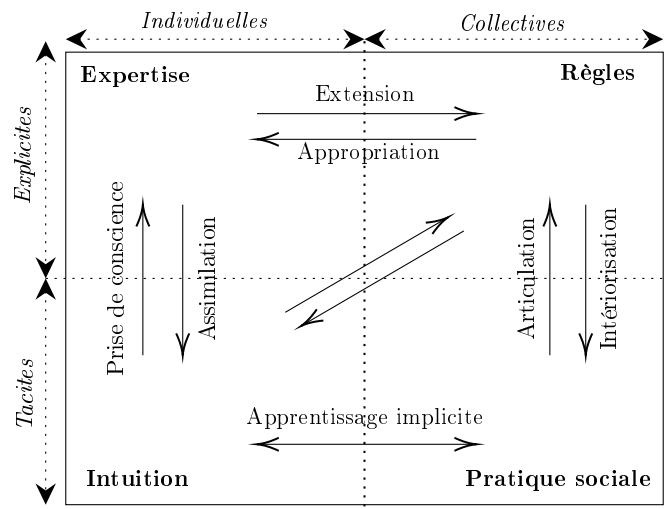 Individuelles
Collectives
Expertise
Règles
Extension
Appropriation
Explicites
Prise de conscience
Assimilation
Articulation
Intériorisation
Tacites
Apprentissage implicite
Intuition
Pratique sociale